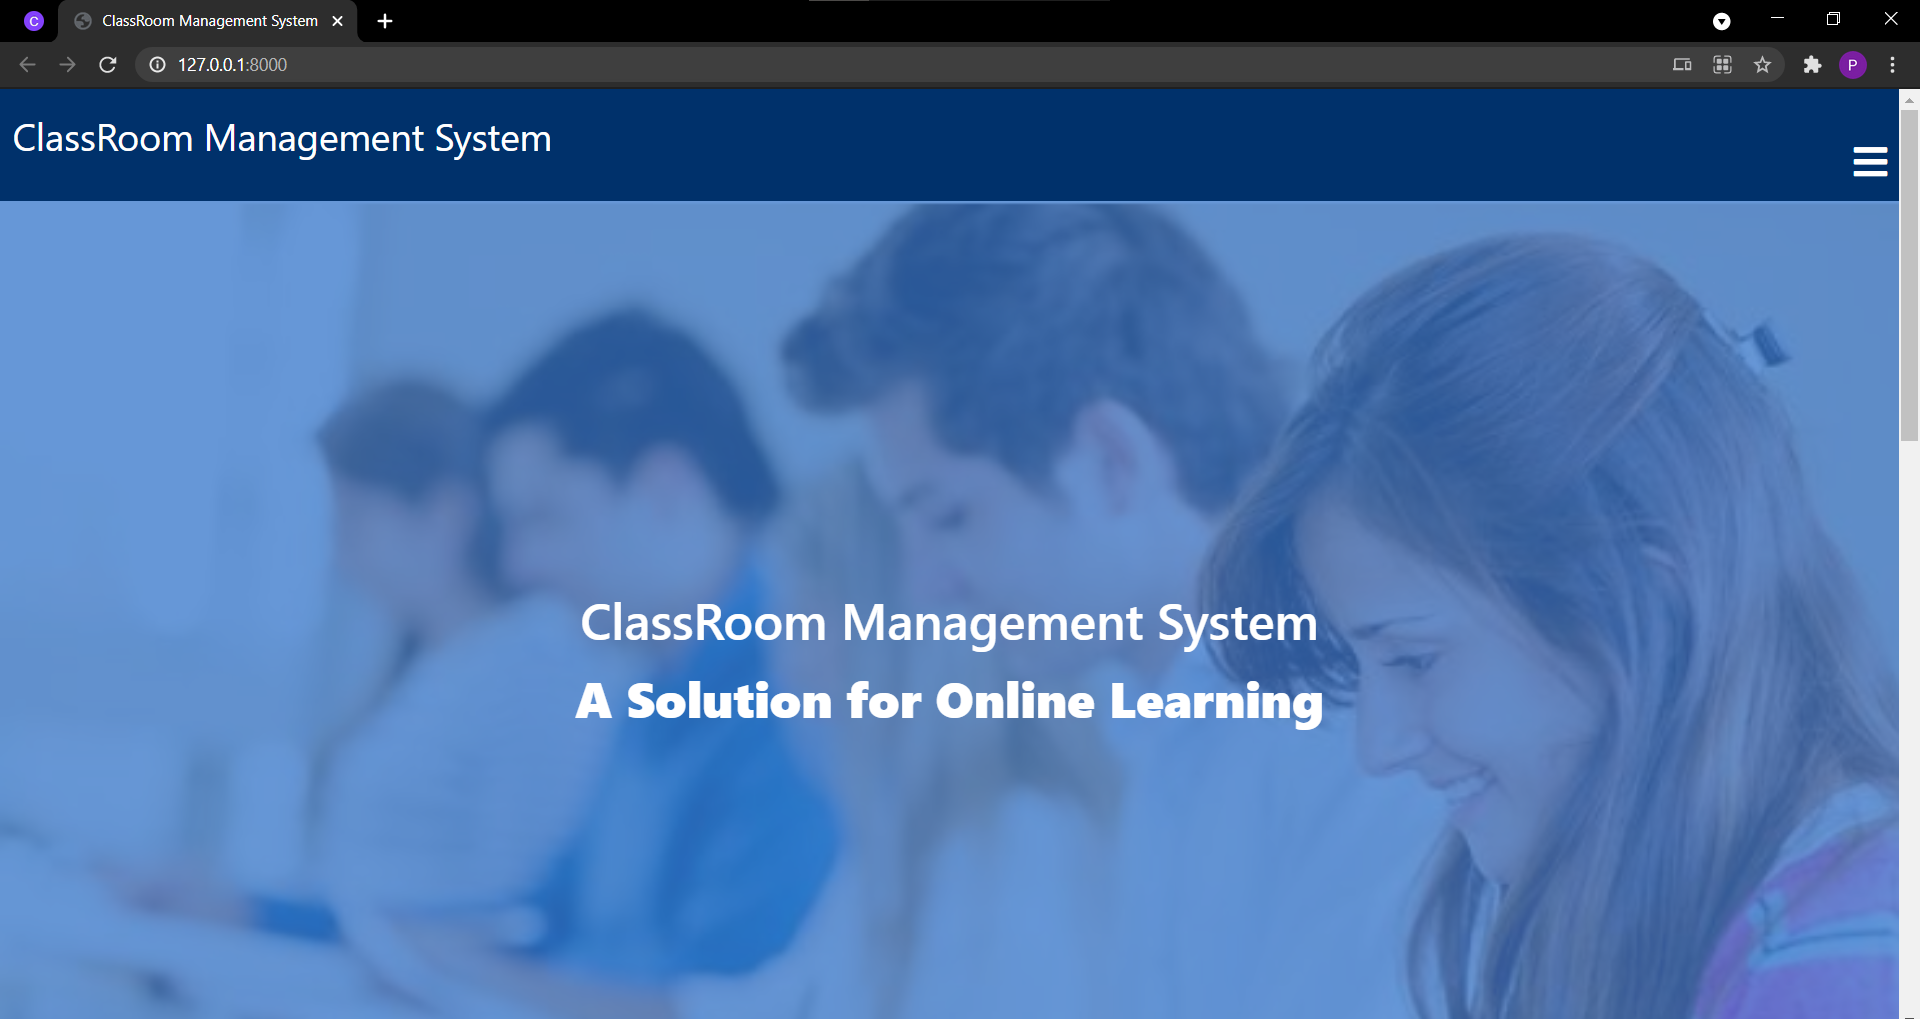 C
ClassRoom Management System
127.0.0.1:8000
P
ClassRoom Management System
ClassRoom Management System
A Solution for Online Learning